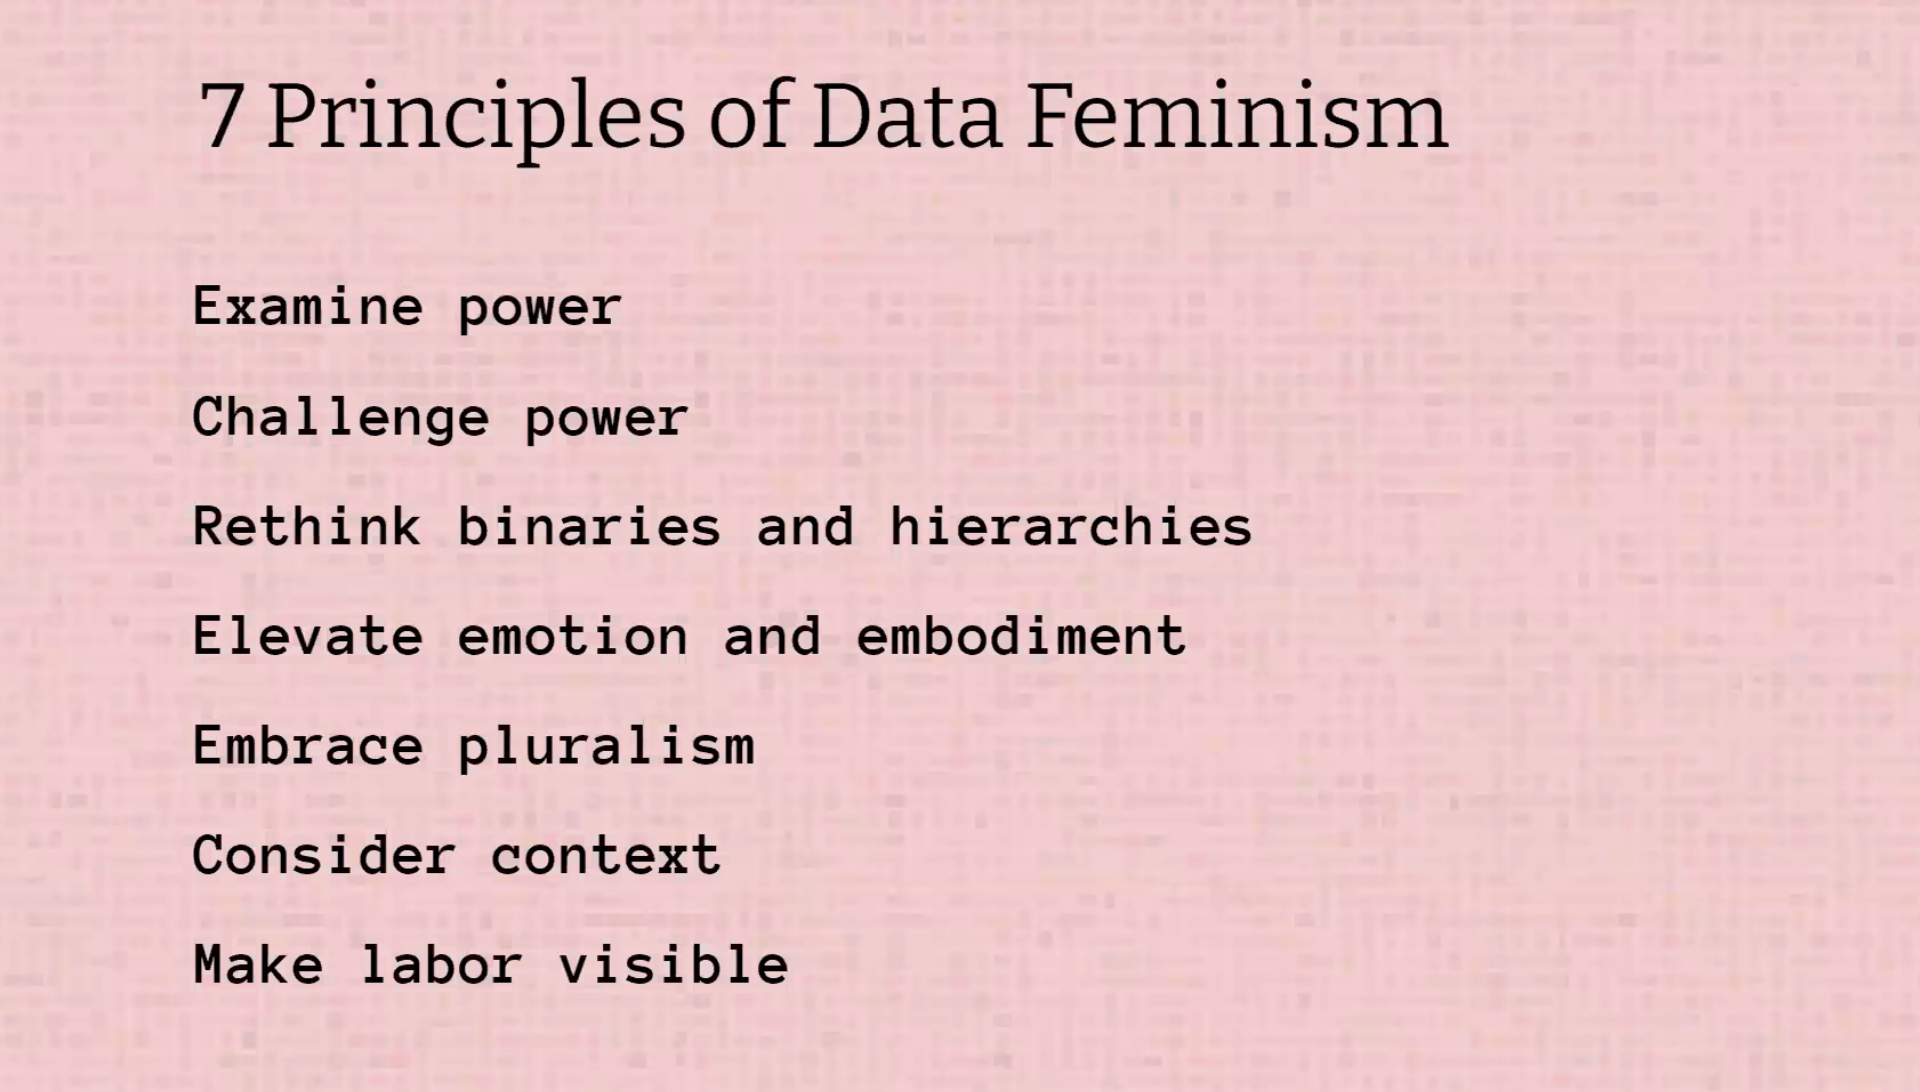 7 Principles of Data Feminism
Examine power
Challenge power
Rethink binaries and hierarchies
Elevate emotion and embodiment
Embrace pluralism
Consider context
Make labor visible